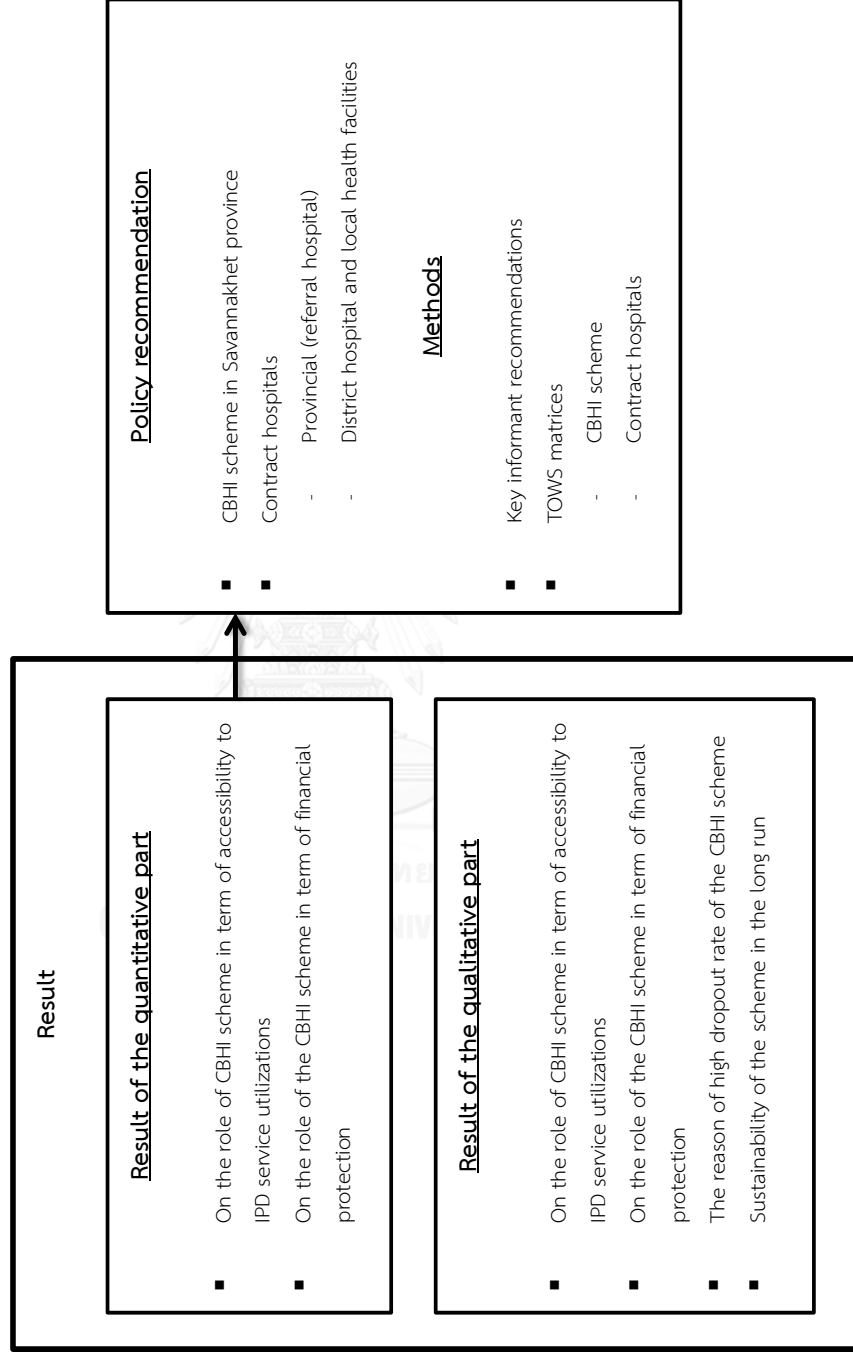 Result
Result of the quantitative part
▪ On the role of CBHI scheme in term of accessibility to
IPD service utilizations
▪ On the role of the CBHI scheme in term of financial
protection
Result of the qualitative part
▪ On the role of CBHI scheme in term of accessibility to
IPD service utilizations
▪ On the role of the CBHI scheme in term of financial
protection
▪ The reason of high dropout rate of the CBHI scheme
▪ Sustainability of the scheme in the long run
Policy recommendation
▪ CBHI scheme in Savannakhet province
▪ Contract hospitals
- Provincial (referral hospital)
- District hospital and local health facilities
Methods
▪ Key informant recommendations
▪ TOWS matrices
- CBHI scheme
- Contract hospitals